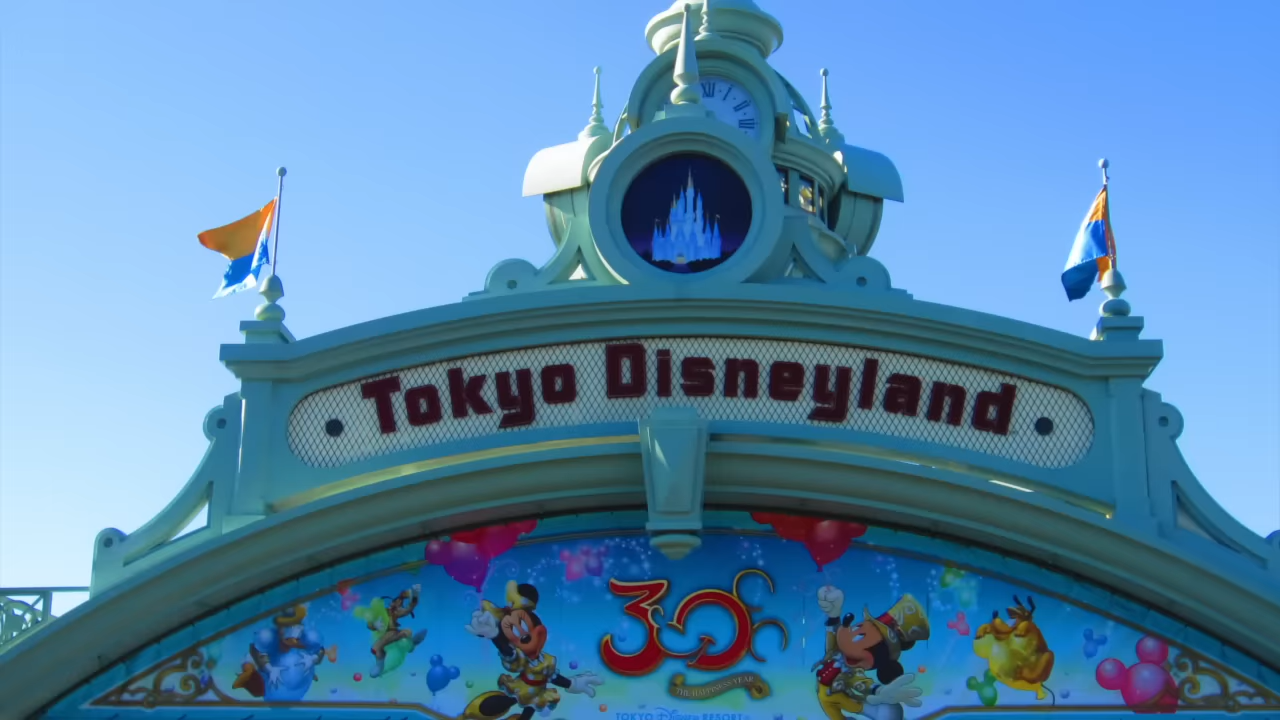 Tokyo Disneyland
30
THE HAPPINESS YEAR
TOKYO DISNEY RESORT